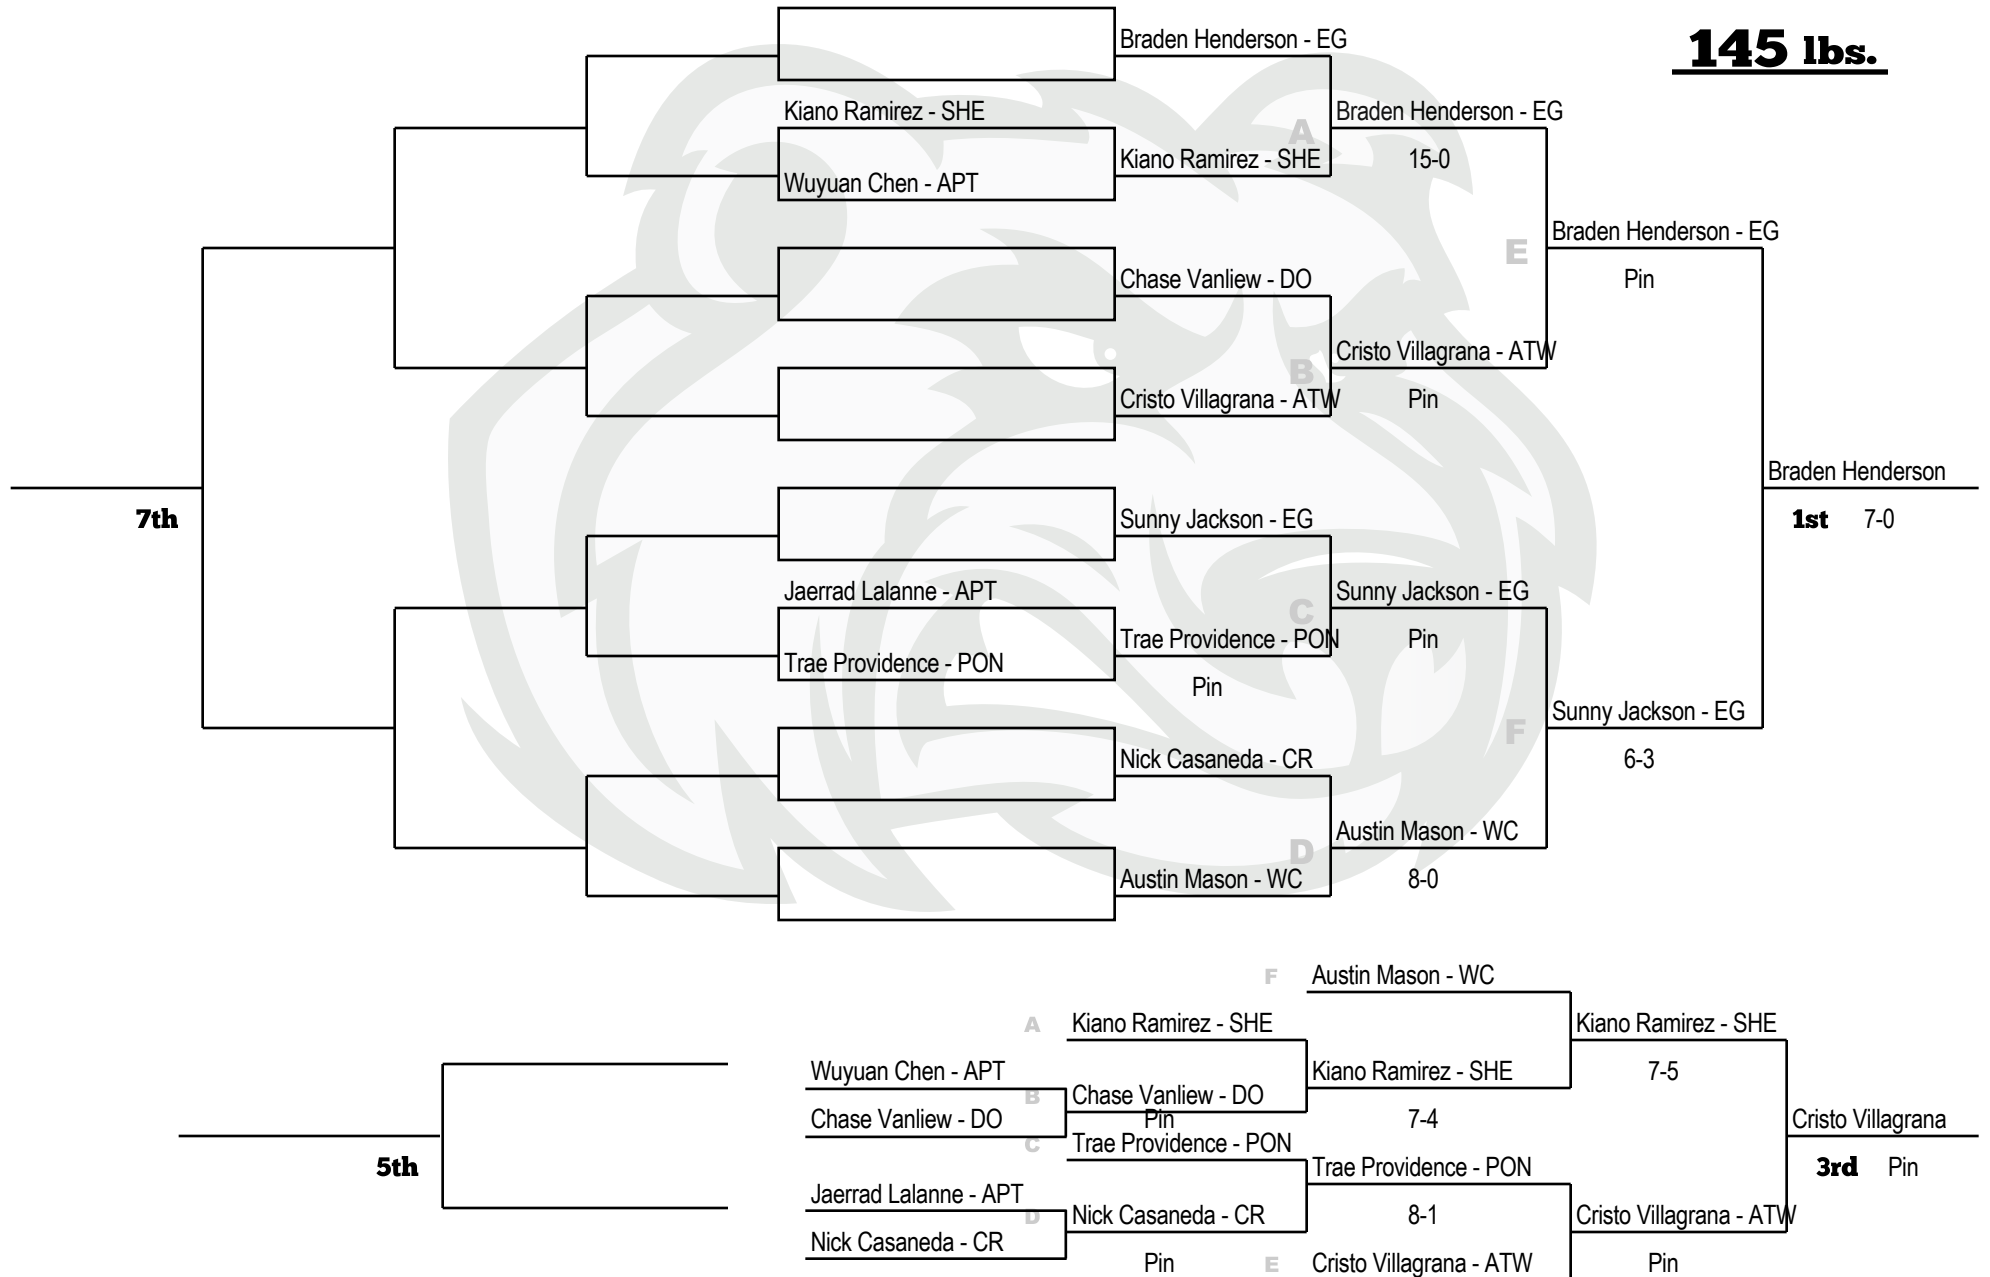 145 lbs.
Braden Henderson - EG
Kiano Ramirez - SHE
A
Braden Henderson - EG
Kiano Ramirez - SHE
15-0
Wuyuan Chen - APT
Braden Henderson - EG
E
Chase Vanliew - DO
Pin
Cristo Villagrana - ATW
B
Cristo Villagrana - ATW
Pin
Braden Henderson
7th
Sunny Jackson - EG
1st 7-0
Jaerrad Lalanne - APT
C
Sunny Jackson - EG
Trae Providence - PON
Pin
Trae Providence - PON
Pin
Sunny Jackson - EG
F
Nick Casaneda - CR
6-3
Austin Mason - WC
D
Austin Mason - WC
8-0
F
Austin Mason - WC
A
Kiano Ramirez - SHE
Kiano Ramirez - SHE
Wuyuan Chen - APT
Kiano Ramirez - SHE
7-5
B
Chase Vanliew - DO
Chase Vanliew - DO
Pin
7-4
Cristo Villagrana
C
Trae Providence - PON
5th
Trae Providence - PON
3rd Pin
Jaerrad Lalanne - APT
D
Nick Casaneda - CR
8-1
Cristo Villagrana - ATW
Nick Casaneda - CR
Pin
E
Cristo Villagrana - ATW
Pin